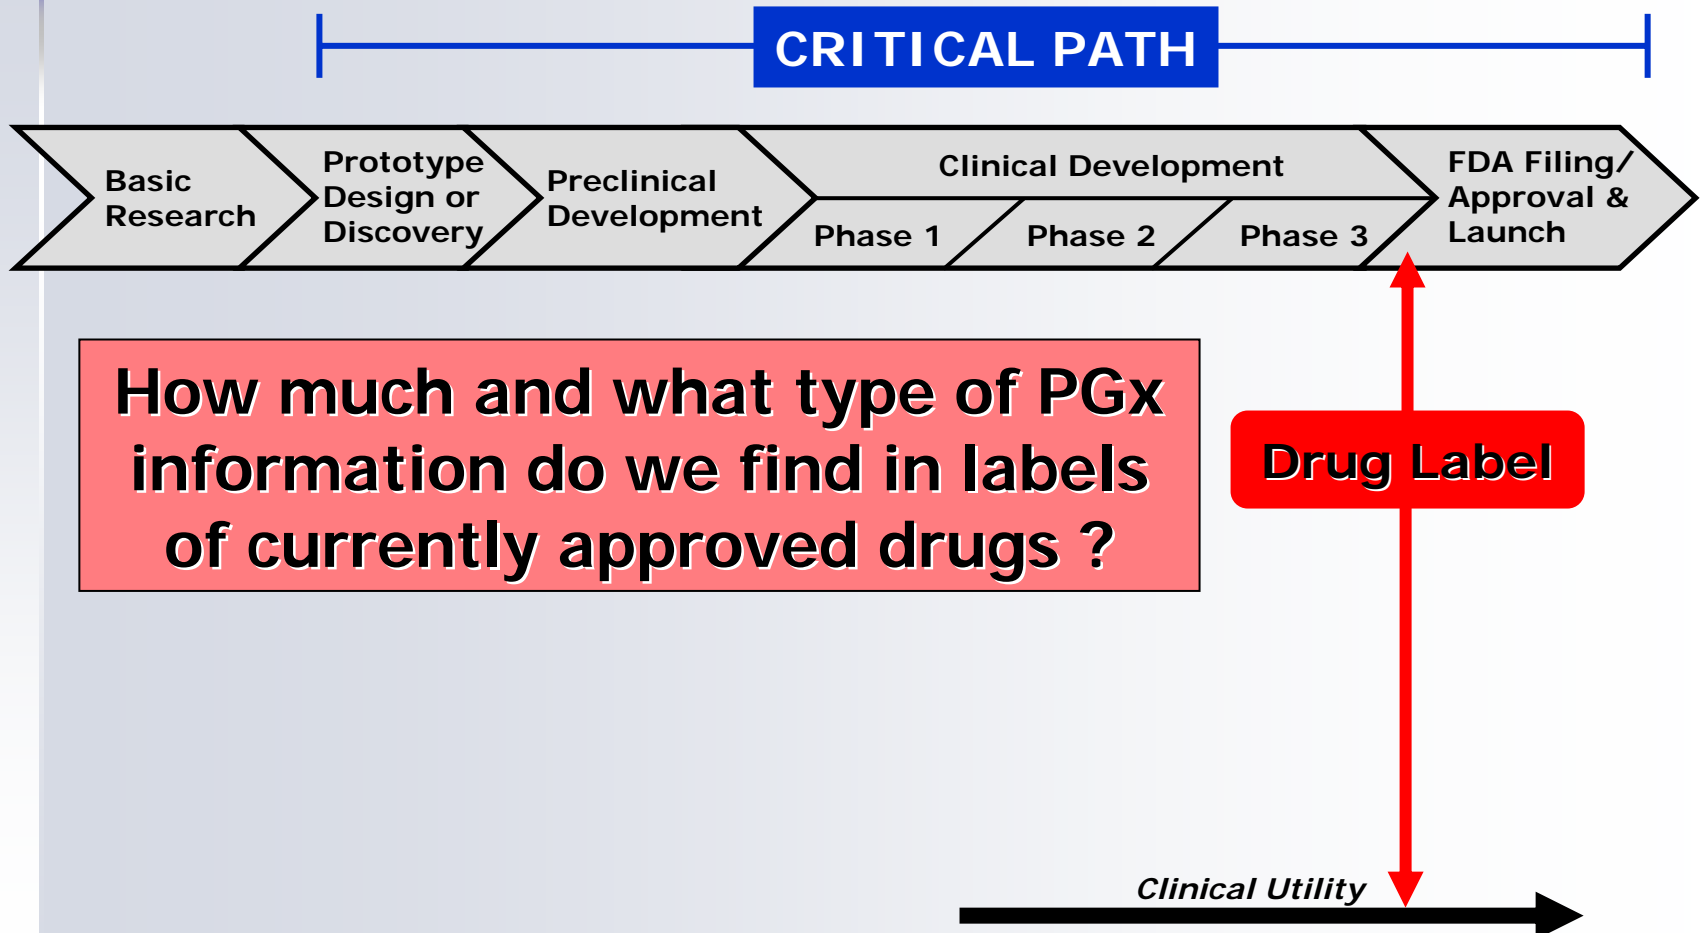 CRITICAL PATH
Basic
Research
Prototype
Design or
Discovery
Preclinical
Development
Clinical Development
Phase 1
Phase 2
Phase 3
FDA Filing/
Approval &
Launch
How much and what type of PGx
information do we find in labels
of currently approved drugs ?
Drug Label
Clinical Utility